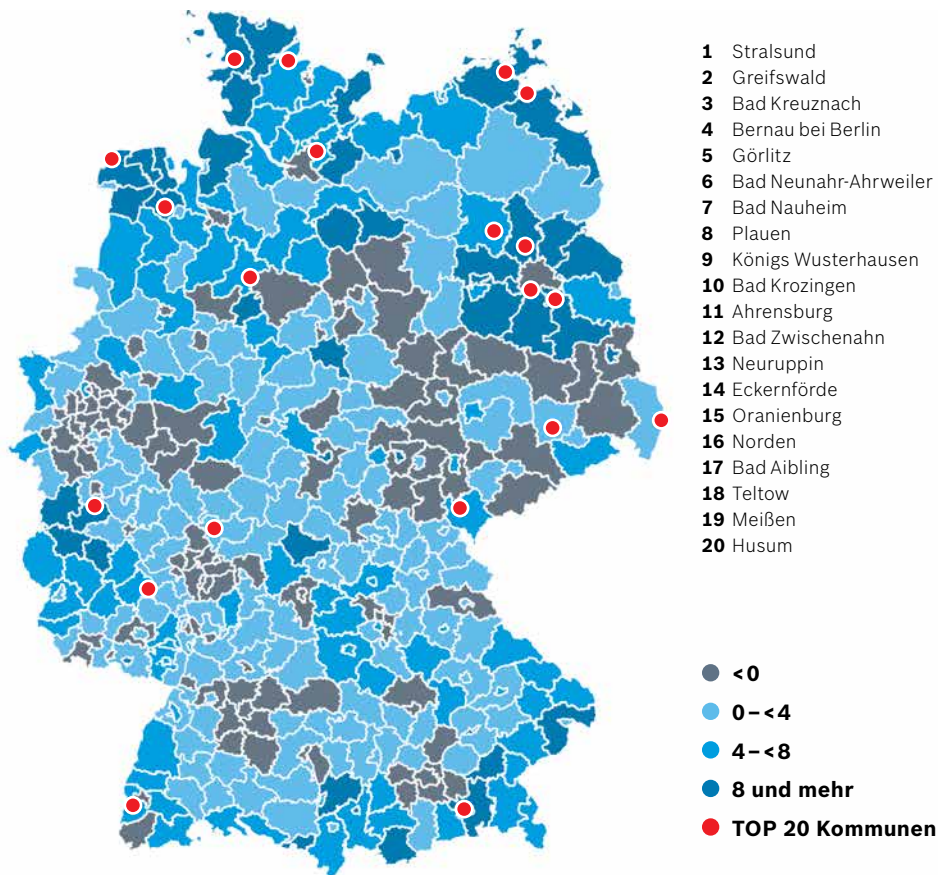 1 Stralsund
2 Greifswald
3 Bad Kreuznach
4 Bernau bei Berlin
5 Görlitz
6 Bad Neunahr-Ahrweiler
7 Bad Nauheim
8 Plauen
9 Königs Wusterhausen
10 Bad Krozingen
11 Ahrensburg
12 Bad Zwischenahn
13 Neuruppin
14 Eckernförde
15 Oranienburg
16 Norden
17 Bad Aibling
18 Teltow
19 Meißen
20 Husum
<0
0–<4
4–<8
8 und mehr
TOP 20 Kommunen